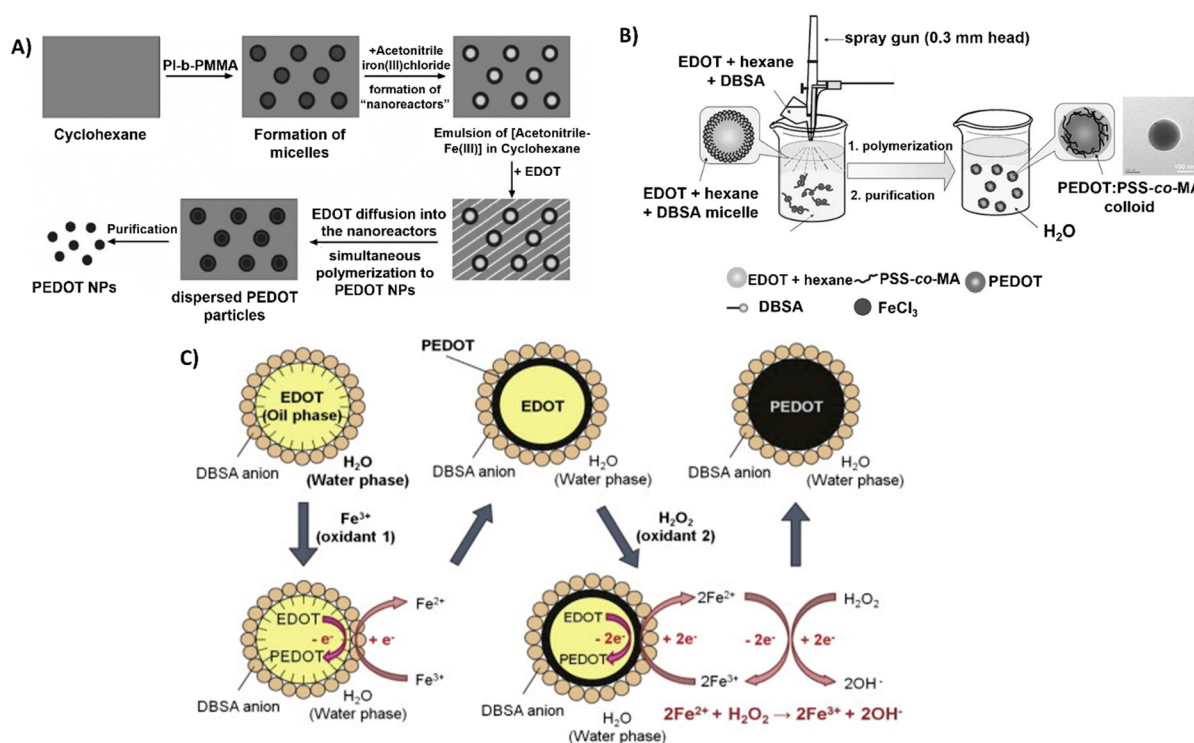 A)
PI-b-PMMA
+Acetonitrile
iron(III)chloride
formation of
“nanoreactors”
Cyclohexane
Formation of
micelles
Emulsion of [Acetonitrile-
Fe(III)] in Cyclohexane
+ EDOT
EDOT diffusion into
the nanoreactors
simultaneous
polymerization to
PEDOT NPs
Purification
PEDOT NPs
dispersed PEDOT
particles
B)
spray gun (0.3 mm head)
EDOT + hexane
+ DBSA
1. polymerization
2. purification
EDOT + hexane
+ DBSA micelle
H₂O
100 nm
PEDOT:PSS-co-MA
colloid
EDOT + hexane
PSS-co-MA
PEDOT
DBSA
FeCl₃
C)
EDOT
(Oil phase)
DBSA anion
H₂O
(Water phase)
PEDOT
EDOT
DBSA anion
H₂O
(Water phase)
PEDOT
DBSA anion
H₂O
(Water phase)
Fe³⁺
(oxidant 1)
H₂O₂
(oxidant 2)
EDOT
- e⁻
+ e⁻
PEDOT
Fe²⁺
Fe³⁺
DBSA anion
H₂O
(Water phase)
EDOT
- 2e⁻
+ 2e⁻
PEDOT
2Fe²⁺
2Fe³⁺
- 2e⁻
+ 2e⁻
H₂O₂
2OH⁻
DBSA anion
H₂O
(Water phase)
2Fe²⁺ + H₂O₂ → 2Fe³⁺ + 2OH⁻